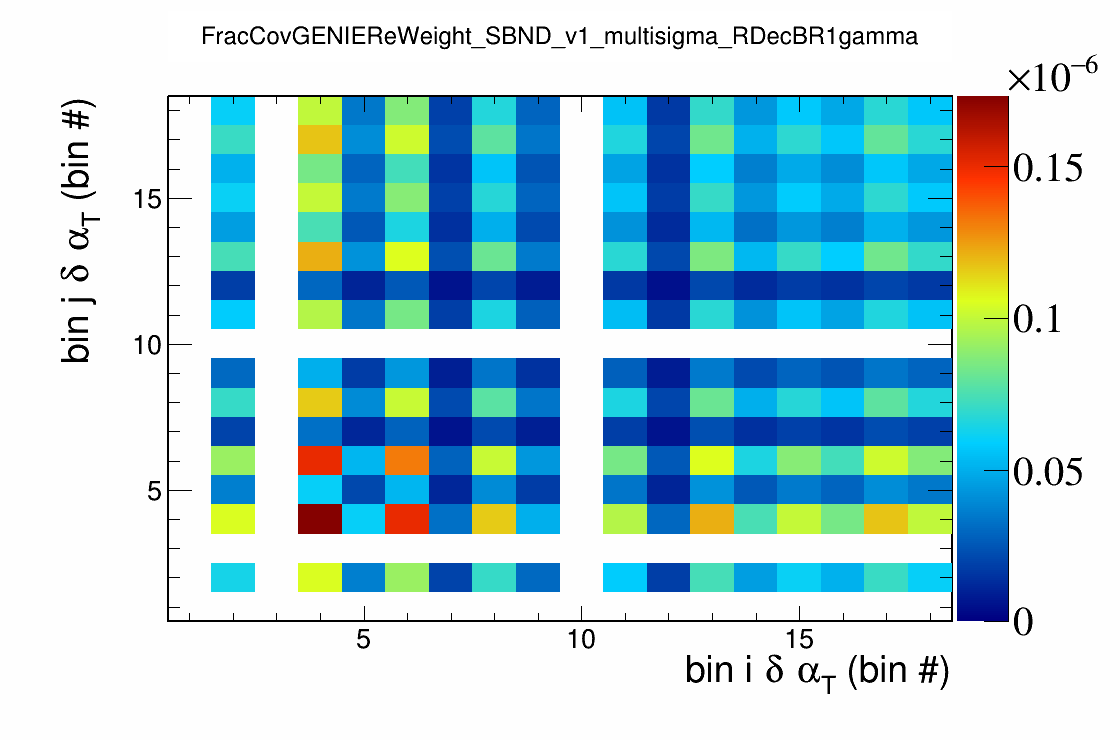 FracCovGENIEReWeight_SBND_v1_multisigma_RDecBR1gamma
×10⁻⁶
bin j δ α_T (bin #)
15
10
5
0.15
0.1
0.05
0
5 10 15
bin i δ α_T (bin #)